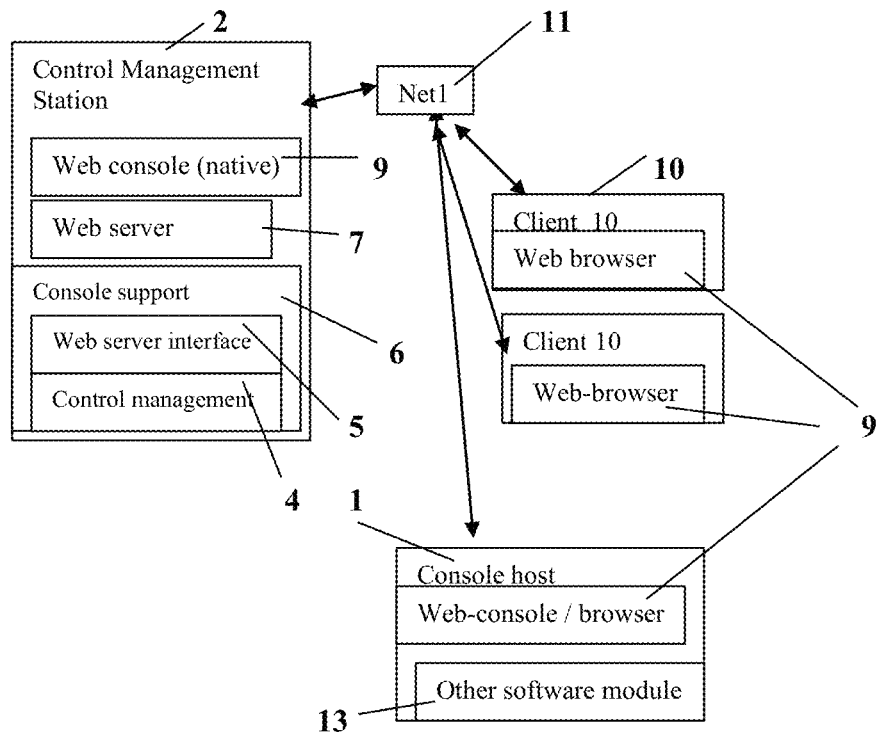 2
11
Control Management
Station
Net1
Web console (native)
9
10
Web server
7
Client 10
Web browser
Console support
6
Web server interface
Client 10
Control management
5
Web-browser
9
4
1
Console host
Web-console / browser
Other software module
13